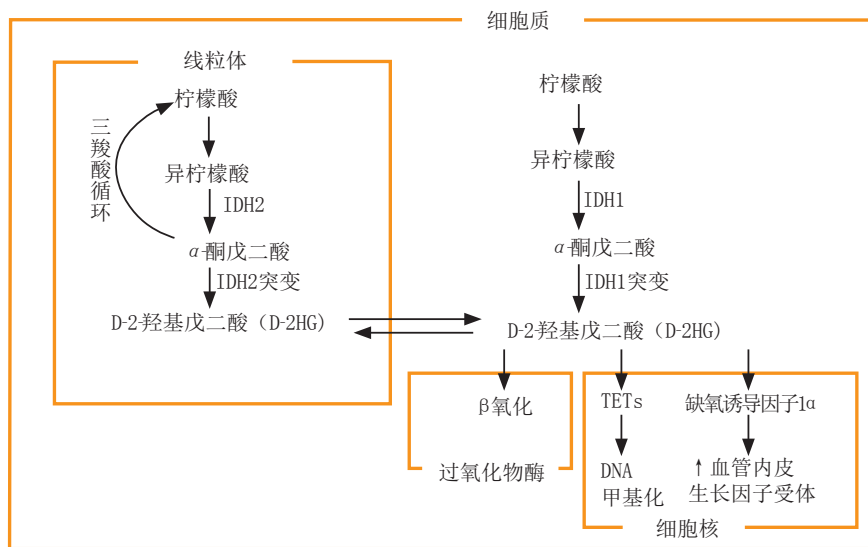 细胞质
线粒体
柠檬酸
三羧酸循环
异柠檬酸
IDH2
α-酮戊二酸
IDH2突变
D-2-羟基戊二酸（D-2HG)
柠檬酸
异柠檬酸
IDH1
α-酮戊二酸
IDH1突变
D-2-羟基戊二酸（D-2HG)
β氧化
过氧化物酶
TETs
DNA
甲基化
缺氧诱导因子1α
↑血管内皮
生长因子受体
细胞核